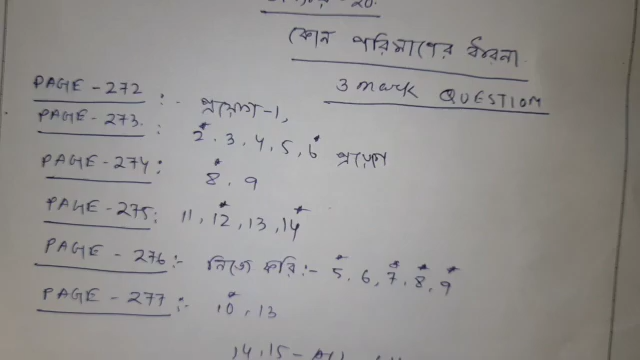 - 20.
কোন পরিমাপের ধারনা
3 mark QUESTION
PAGE - 272 :- প্রয়োগ - 1,
PAGE - 273. : 2*, 3, 4, 5, 6* প্রয়োগ
PAGE - 274 : 8*, 9
PAGE - 275: 11, 12*, 13, 14*
PAGE - 276 :- নিজে করি :- 5*, 6, 7*, 8*, 9*
PAGE - 277 :- 10*, 13
14, 15 -